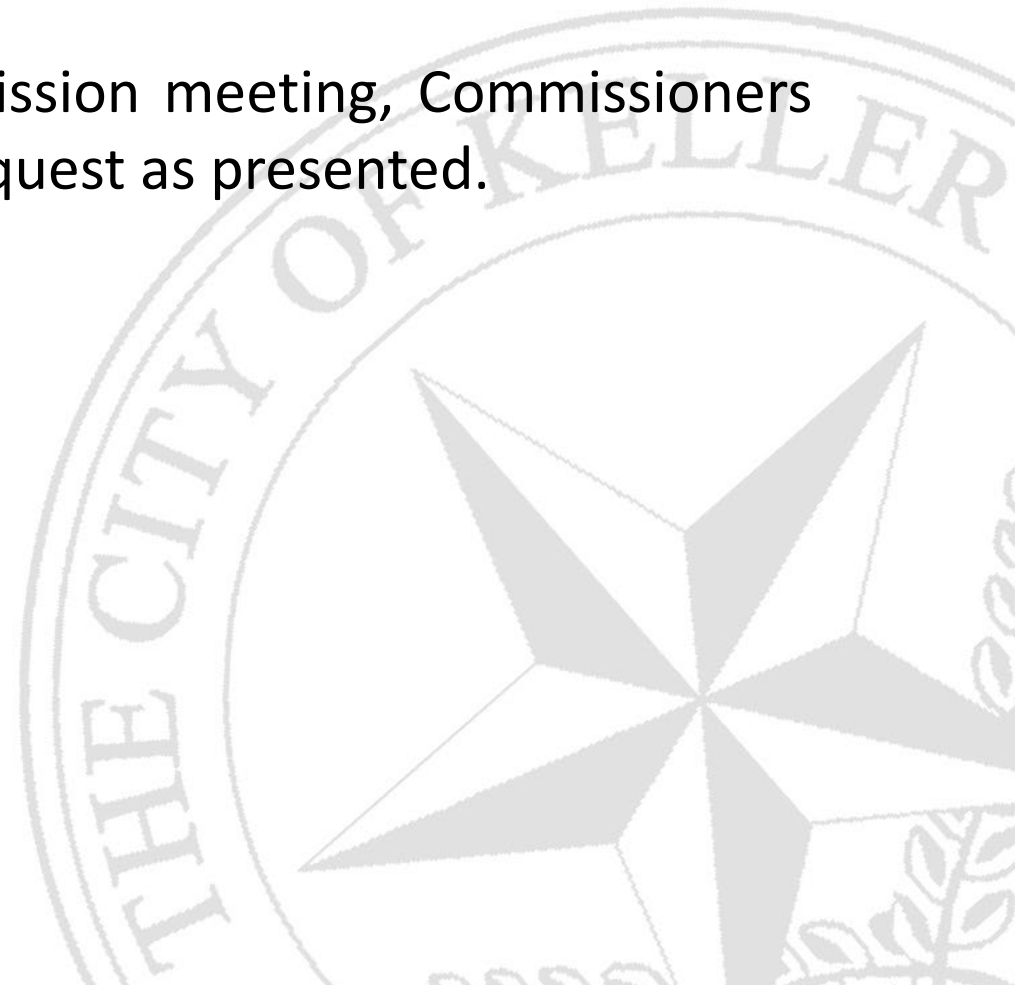 ission meeting, Commissioners
quest as presented.
THE CITY OF KELLER